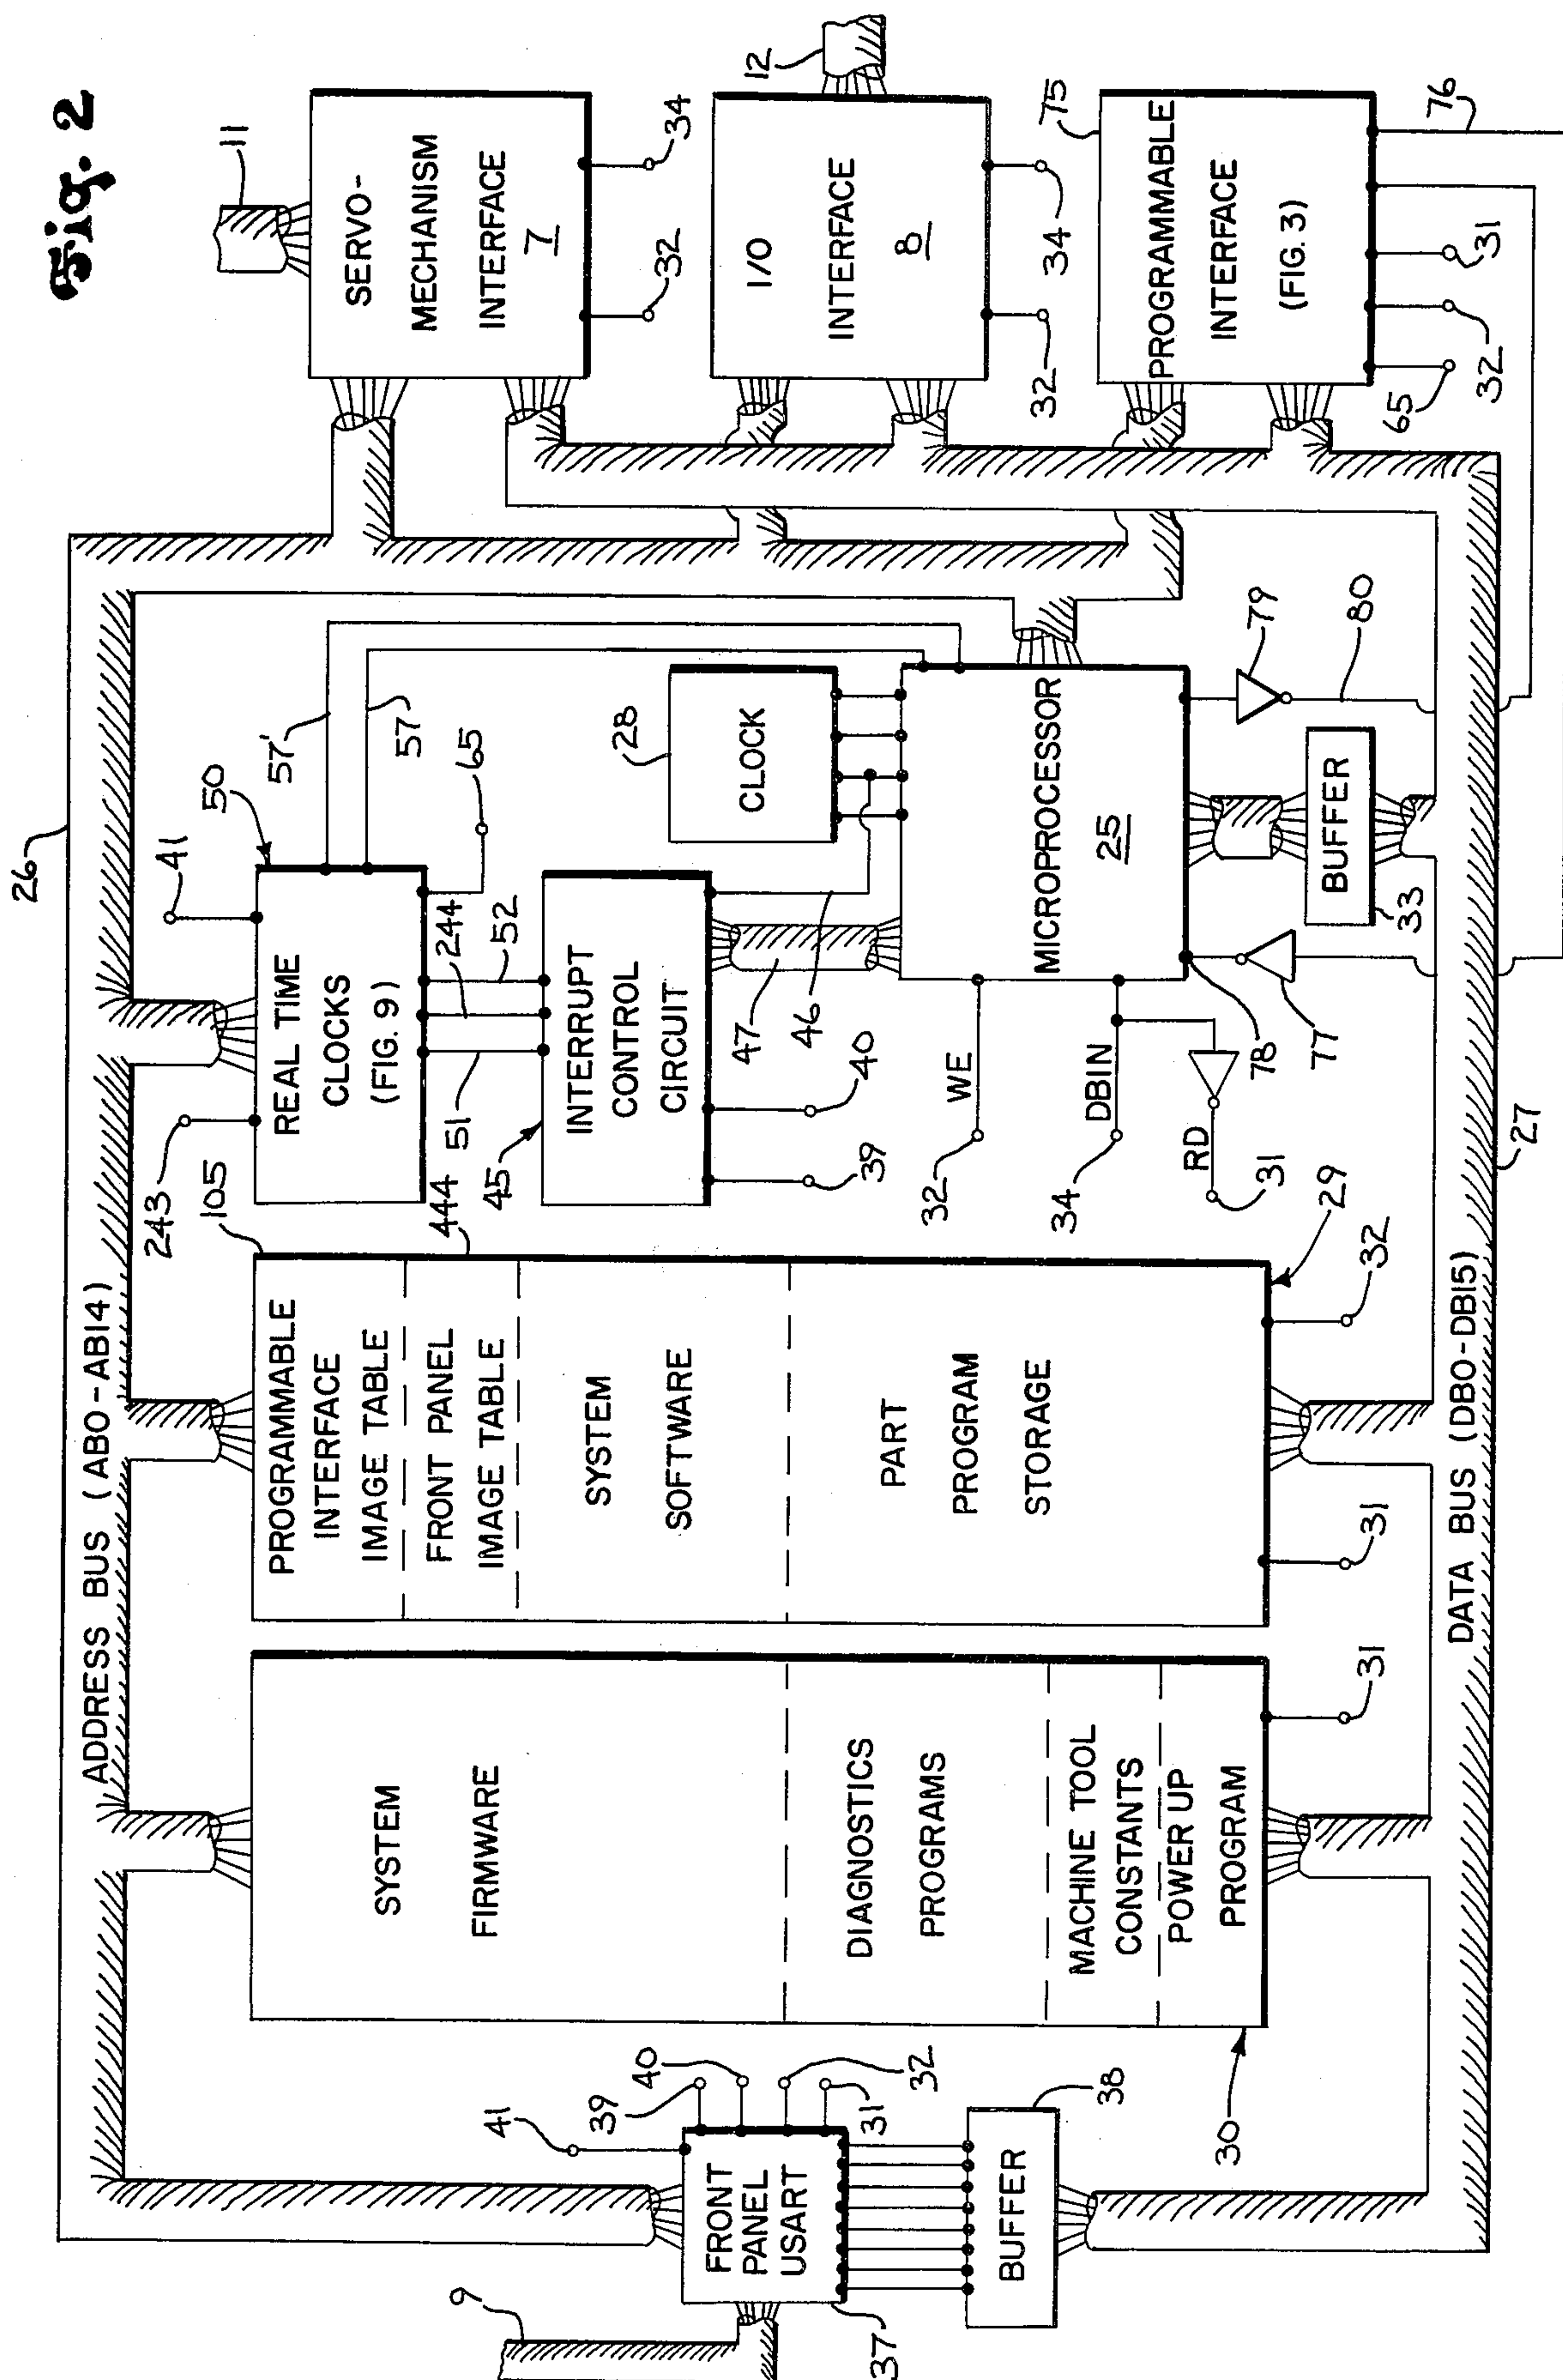 Fig. 2
26
ADDRESS BUS (AB0-AB14)
9
41
39
40
32
31
FRONT
PANEL
USART
37
BUFFER
38
SYSTEM
FIRMWARE
DIAGNOSTICS
PROGRAMS
MACHINE TOOL
CONSTANTS
POWER UP
PROGRAM
30
31
105
444
PROGRAMMABLE
INTERFACE
IMAGE TABLE
FRONT PANEL
IMAGE TABLE
SYSTEM
SOFTWARE
PART
PROGRAM
STORAGE
31
32
29
243
41
50
REAL TIME
CLOCKS
(FIG. 9)
57'
57
65
51
244
52
45
INTERRUPT
CONTROL
CIRCUIT
39
40
47
46
28
CLOCK
MICROPROCESSOR
25
WE
32
DBIN
34
RD
31
78
77
79
80
BUFFER
33
DATA BUS (DB0-DB15)
27
11
SERVO-
MECHANISM
INTERFACE
7
32
34
12
I/O
INTERFACE
8
32
34
75
PROGRAMMABLE
INTERFACE
(FIG. 3)
65
32
31
76